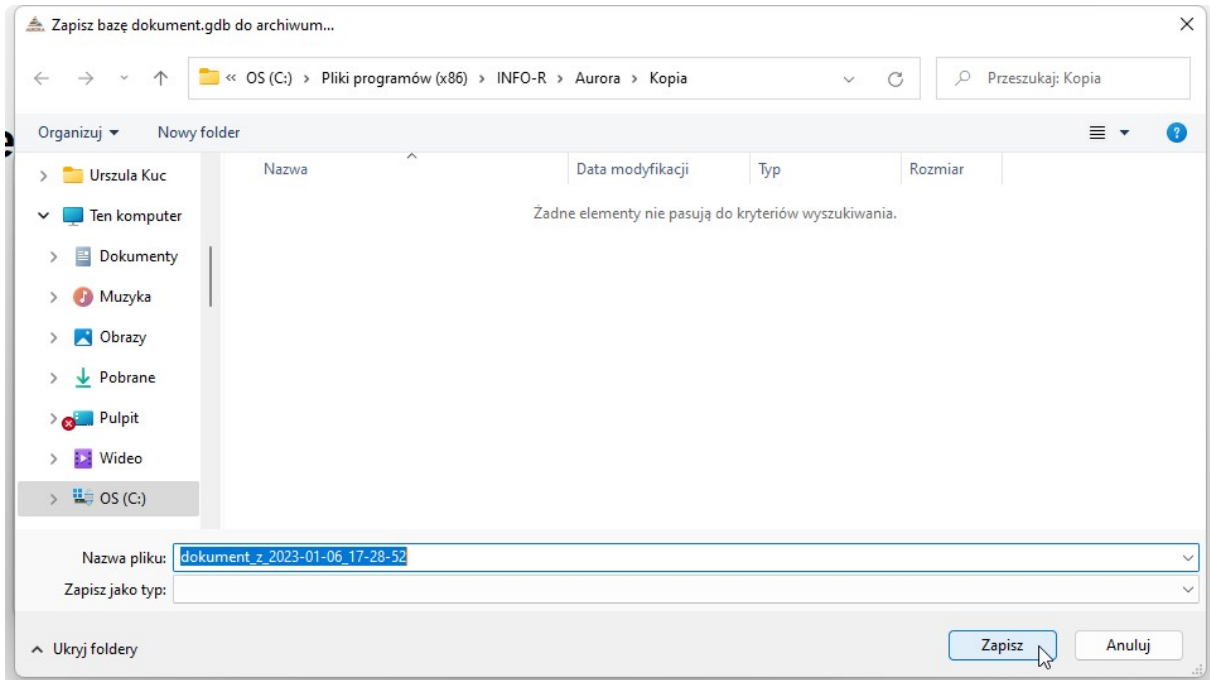 Zapisz bazę dokument.gdb do archiwum...
« OS (C:) > Pliki programów (x86) > INFO-R > Aurora > Kopia
Przeszukaj: Kopia
Organizuj Nowy folder
Nazwa Data modyfikacji Typ Rozmiar
Żadne elementy nie pasują do kryteriów wyszukiwania.
Urszula Kuc
Ten komputer
Dokumenty
Muzyka
Obrazy
Pobrane
Pulpit
Wideo
OS (C:)
Nazwa pliku: dokument_z_2023-01-06_17-28-52
Zapisz jako typ:
Ukryj foldery
Zapisz Anuluj